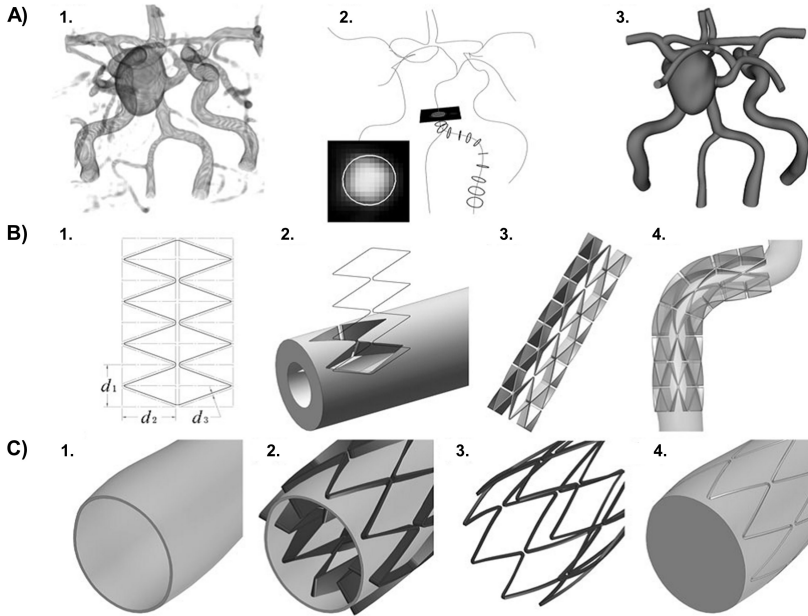 A) 1. 2. 3.
B) 1. 2. 3. 4.
d1
d2 d3
C) 1. 2. 3. 4.